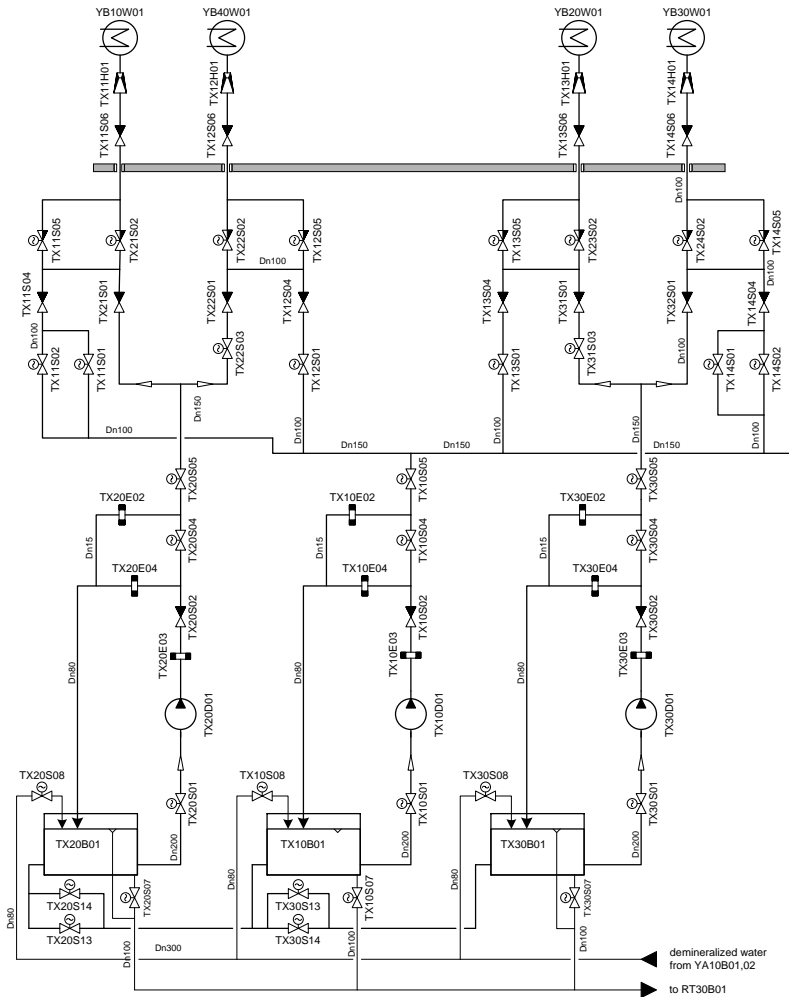 YB10W01
YB40W01
YB20W01
YB30W01
TX11H01
TX12H01
TX13H01
TX14H01
TX11S06
TX12S06
TX13S06
TX14S06
Dn100
TX11S05
TX21S02
TX22S02
TX12S05
TX13S05
TX23S02
TX24S02
TX14S05
Dn100
Dn100
TX11S04
TX21S01
TX22S01
TX12S04
TX13S04
TX31S01
TX32S01
TX14S04
Dn100
TX11S02
TX11S01
TX22S03
TX12S01
TX13S01
TX31S03
Dn100
TX14S01
TX14S02
Dn150
Dn100
Dn100
Dn150
Dn150
Dn100
Dn150
Dn150
Dn100
TX20S05
TX10S05
TX30S05
TX20E02
TX10E02
TX30E02
Dn15
TX20S04
Dn15
TX10S04
Dn15
TX30S04
TX20E04
TX10E04
TX30E04
TX20S02
TX10S02
TX30S02
Dn80
TX20E03
Dn80
TX10E03
Dn80
TX30E03
TX20D01
TX10D01
TX30D01
TX20S08
TX10S08
TX30S08
TX20S01
TX10S01
TX30S01
TX20B01
TX10B01
TX30B01
Dn200
Dn200
Dn200
TX20S14
TX20S07
TX30S13
TX10S07
TX30S07
Dn80
TX20S13
Dn80
TX30S14
Dn80
Dn100
Dn300
Dn100
Dn100
demineralized water
from YA10B01,02
to RT30B01